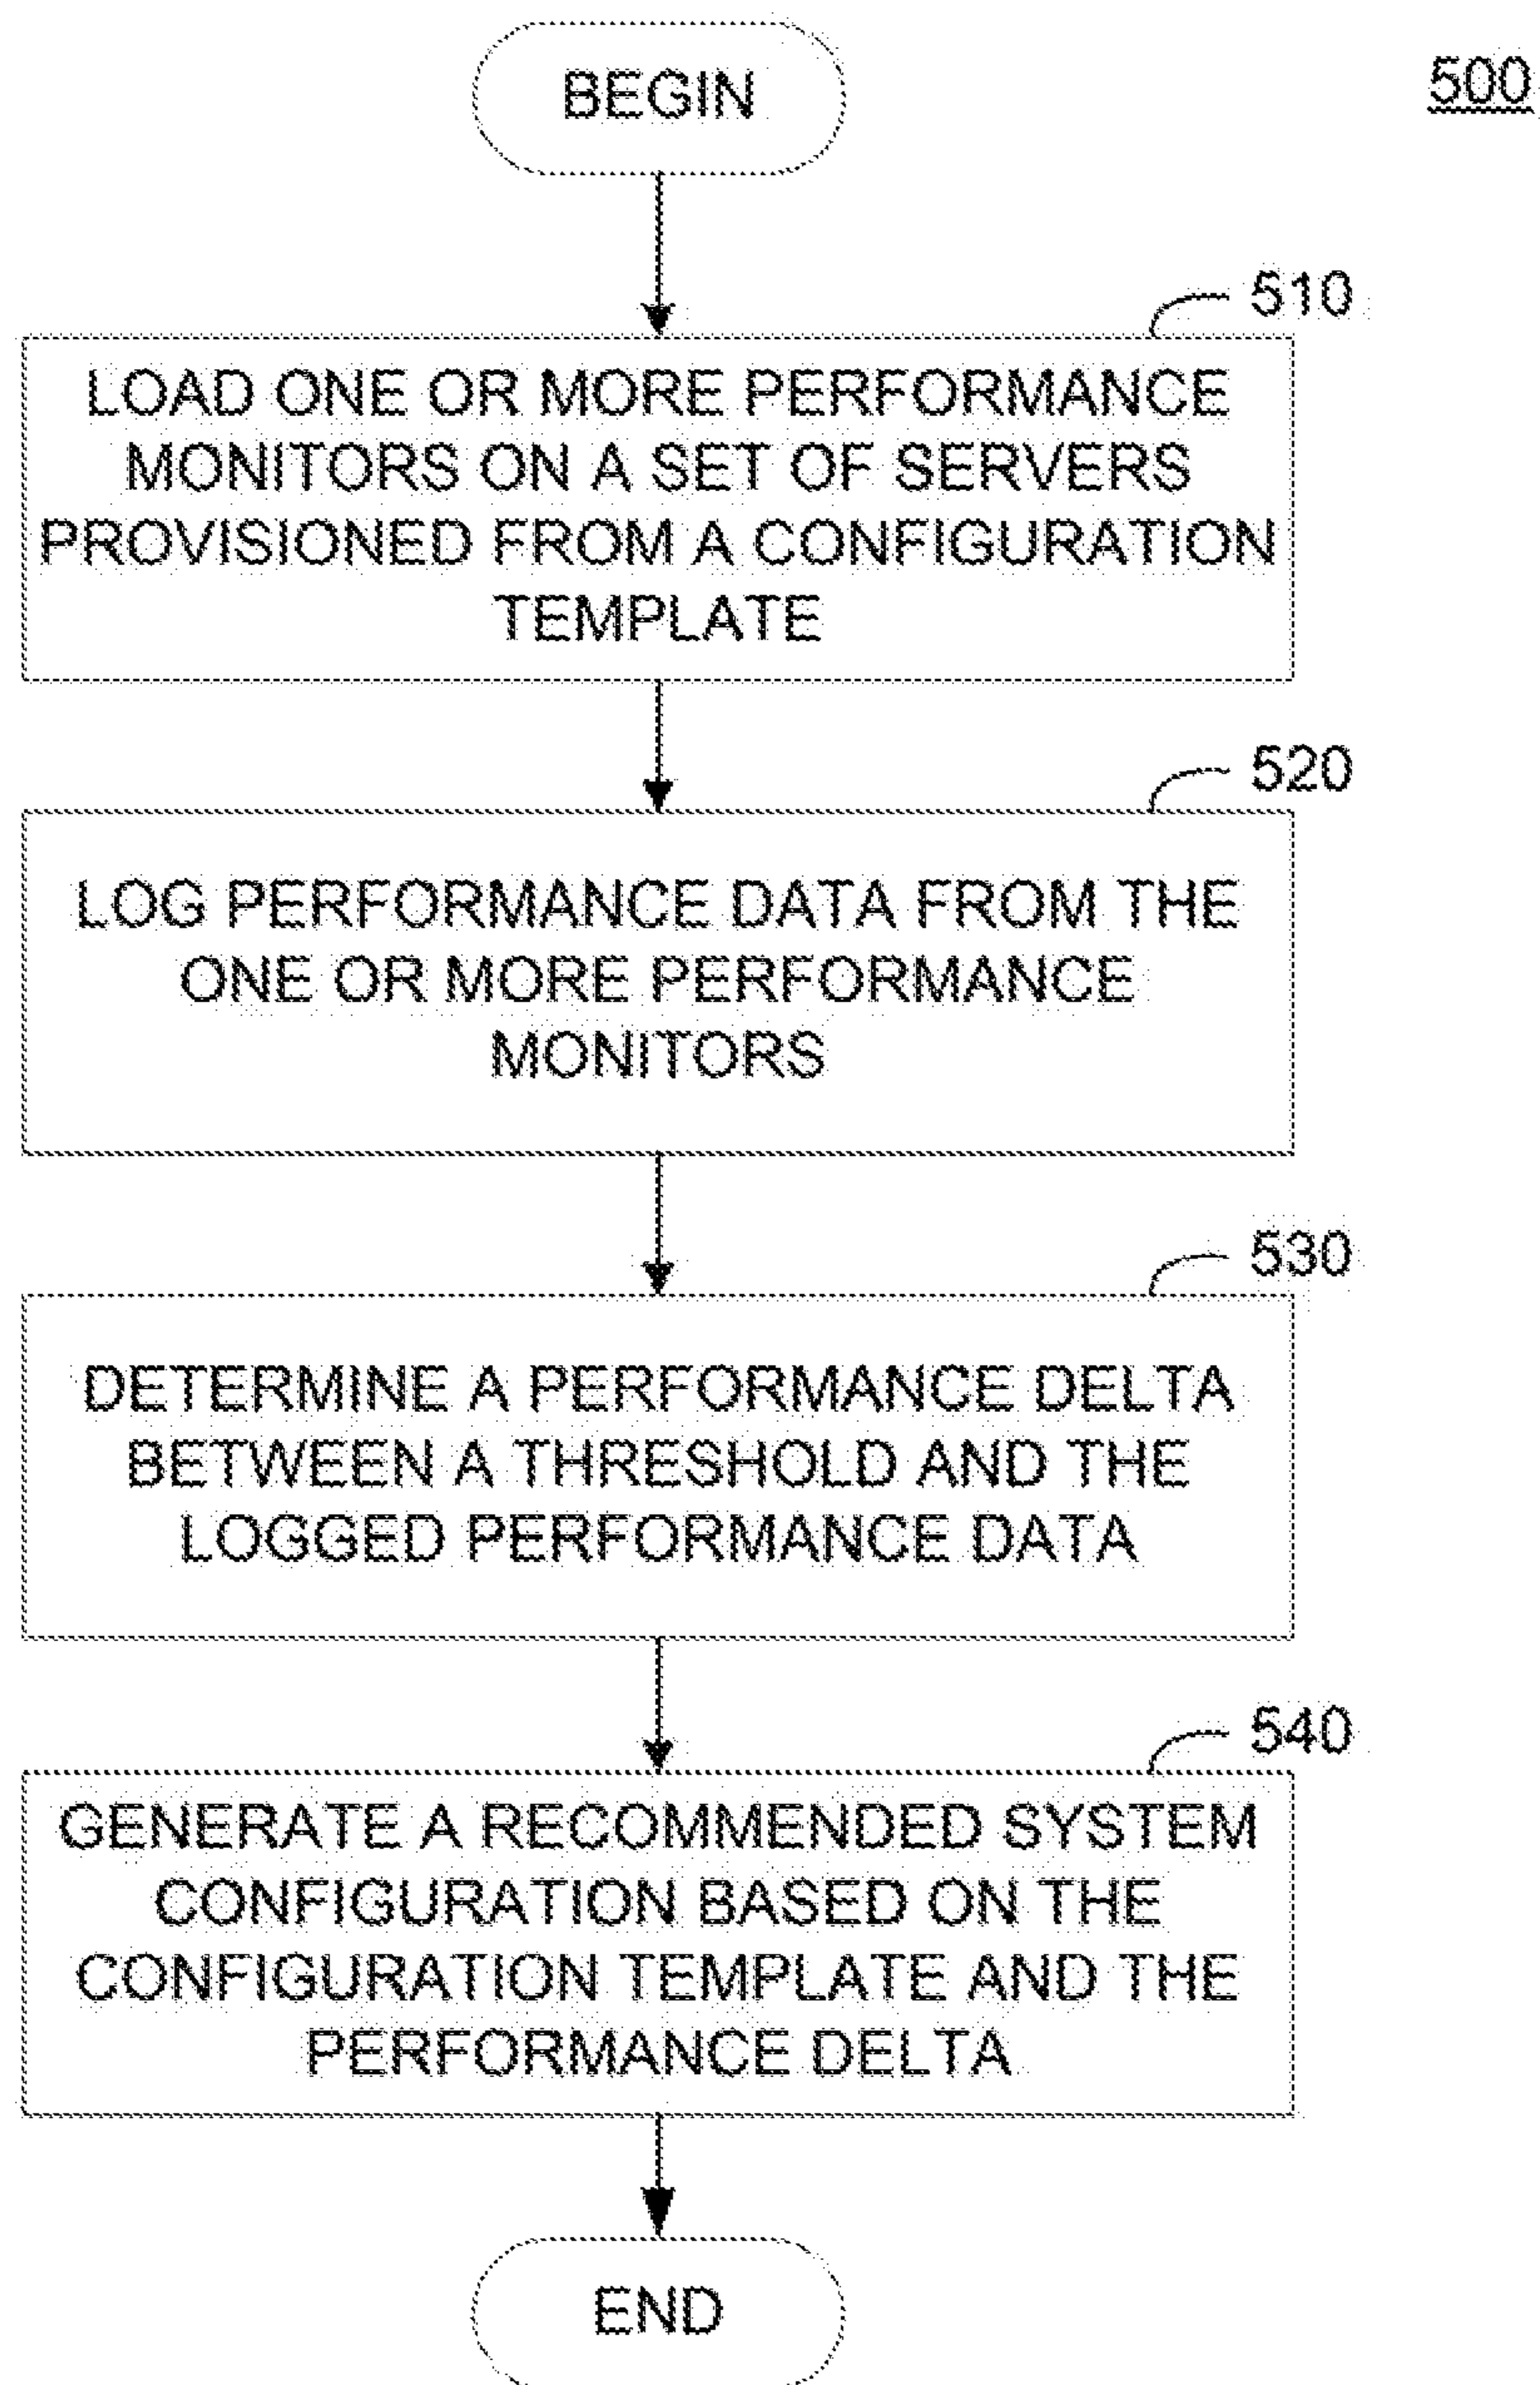 BEGIN
500
510
LOAD ONE OR MORE PERFORMANCE
MONITORS ON A SET OF SERVERS
PROVISIONED FROM A CONFIGURATION
TEMPLATE
520
LOG PERFORMANCE DATA FROM THE
ONE OR MORE PERFORMANCE
MONITORS
530
DETERMINE A PERFORMANCE DELTA
BETWEEN A THRESHOLD AND THE
LOGGED PERFORMANCE DATA
540
GENERATE A RECOMMENDED SYSTEM
CONFIGURATION BASED ON THE
CONFIGURATION TEMPLATE AND THE
PERFORMANCE DELTA
END